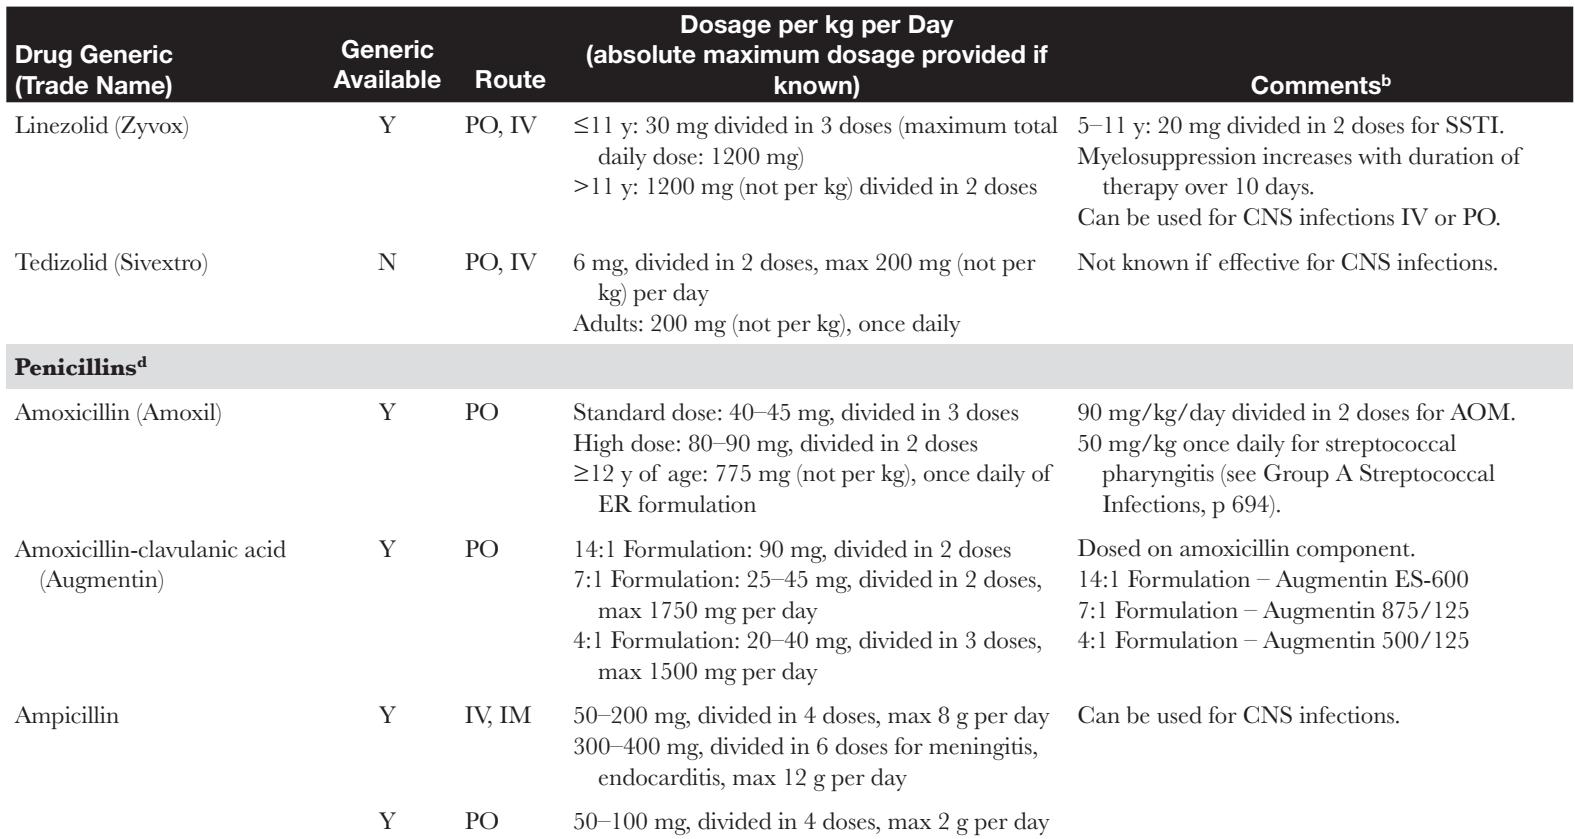 Drug Generic (Trade Name) Generic Available Route Dosage per kg per Day (absolute maximum dosage provided if known) Commentsᵇ
Linezolid (Zyvox) Y PO, IV ≤11 y: 30 mg divided in 3 doses (maximum total 5–11 y: 20 mg divided in 2 doses for SSTI.
daily dose: 1200 mg) Myelosuppression increases with duration of
>11 y: 1200 mg (not per kg) divided in 2 doses therapy over 10 days.
Can be used for CNS infections IV or PO.
Tedizolid (Sivextro) N PO, IV 6 mg, divided in 2 doses, max 200 mg (not per Not known if effective for CNS infections.
kg) per day
Adults: 200 mg (not per kg), once daily
Penicillinsᵈ
Amoxicillin (Amoxil) Y PO Standard dose: 40–45 mg, divided in 3 doses 90 mg/kg/day divided in 2 doses for AOM.
High dose: 80–90 mg, divided in 2 doses 50 mg/kg once daily for streptococcal
≥12 y of age: 775 mg (not per kg), once daily of pharyngitis (see Group A Streptococcal
ER formulation Infections, p 694).
Amoxicillin-clavulanic acid Y PO 14:1 Formulation: 90 mg, divided in 2 doses Dosed on amoxicillin component.
(Augmentin) 7:1 Formulation: 25–45 mg, divided in 2 doses, 14:1 Formulation – Augmentin ES-600
max 1750 mg per day 7:1 Formulation – Augmentin 875/125
4:1 Formulation: 20–40 mg, divided in 3 doses, 4:1 Formulation – Augmentin 500/125
max 1500 mg per day
Ampicillin Y IV, IM 50–200 mg, divided in 4 doses, max 8 g per day Can be used for CNS infections.
300–400 mg, divided in 6 doses for meningitis,
endocarditis, max 12 g per day
Y PO 50–100 mg, divided in 4 doses, max 2 g per day